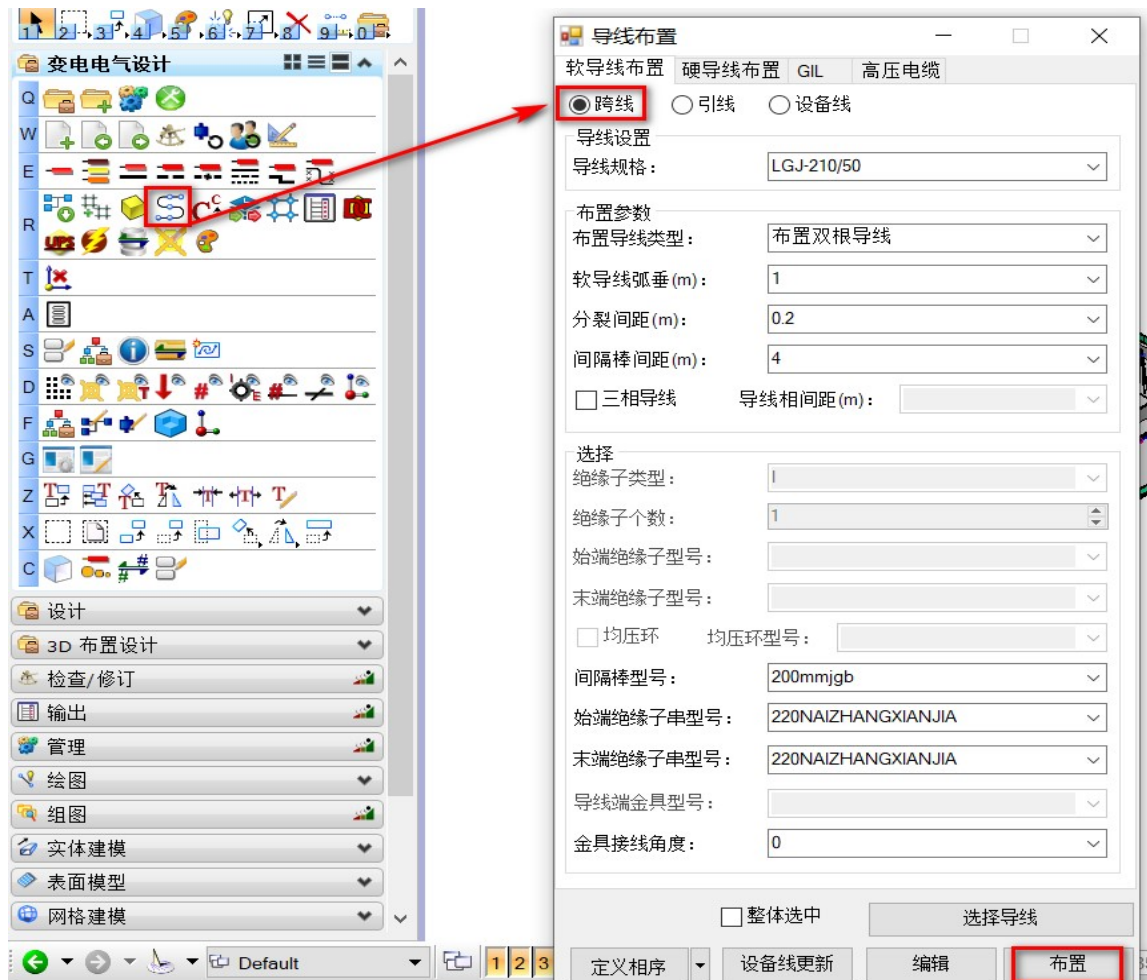 1 2 3 4 5 6 7 8 9 0
变电电气设计
Q
W
E
R
UPS
T
A
S
D
F
G
Z
X
C
设计
3D 布置设计
检查/修订
输出
管理
绘图
组图
实体建模
表面模型
网格建模
Default
1 2 3
导线布置
软导线布置 硬导线布置 GIL 高压电缆
跨线 引线 设备线
导线设置
导线规格: LGJ-210/50
布置参数
布置导线类型: 布置双根导线
软导线弧垂(m): 1
分裂间距(m): 0.2
间隔棒间距(m): 4
三相导线 导线相间距(m):
选择
绝缘子类型: I
绝缘子个数: 1
始端绝缘子型号:
末端绝缘子型号:
均压环 均压环型号:
间隔棒型号: 200mmjgb
始端绝缘子串型号: 220NAIZHANGXIANJIA
末端绝缘子串型号: 220NAIZHANGXIANJIA
导线端金具型号:
金具接线角度: 0
整体选中 选择导线
定义相序 设备线更新 编辑 布置